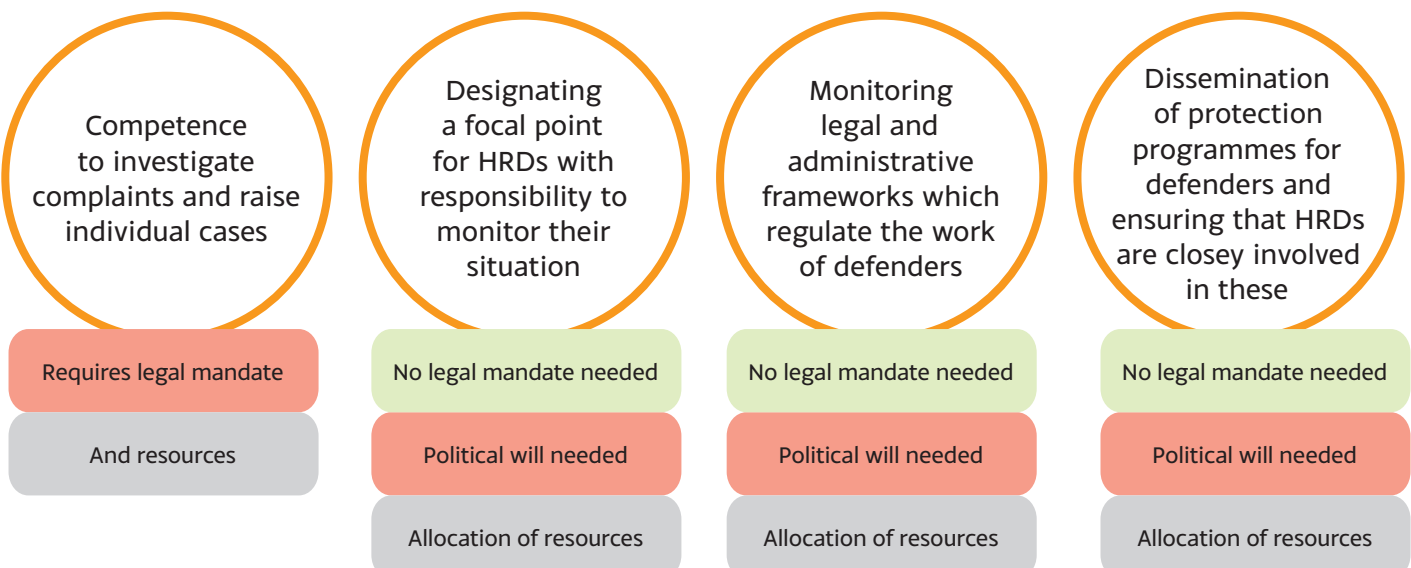 Competence
to investigate
complaints and raise
individual cases
Requires legal mandate
And resources
Designating
a focal point
for HRDs with
responsibility to
monitor their
situation
No legal mandate needed
Political will needed
Allocation of resources
Monitoring
legal and
administrative
frameworks which
regulate the work
of defenders
No legal mandate needed
Political will needed
Allocation of resources
Dissemination
of protection
programmes for
defenders and
ensuring that HRDs
are closey involved
in these
No legal mandate needed
Political will needed
Allocation of resources